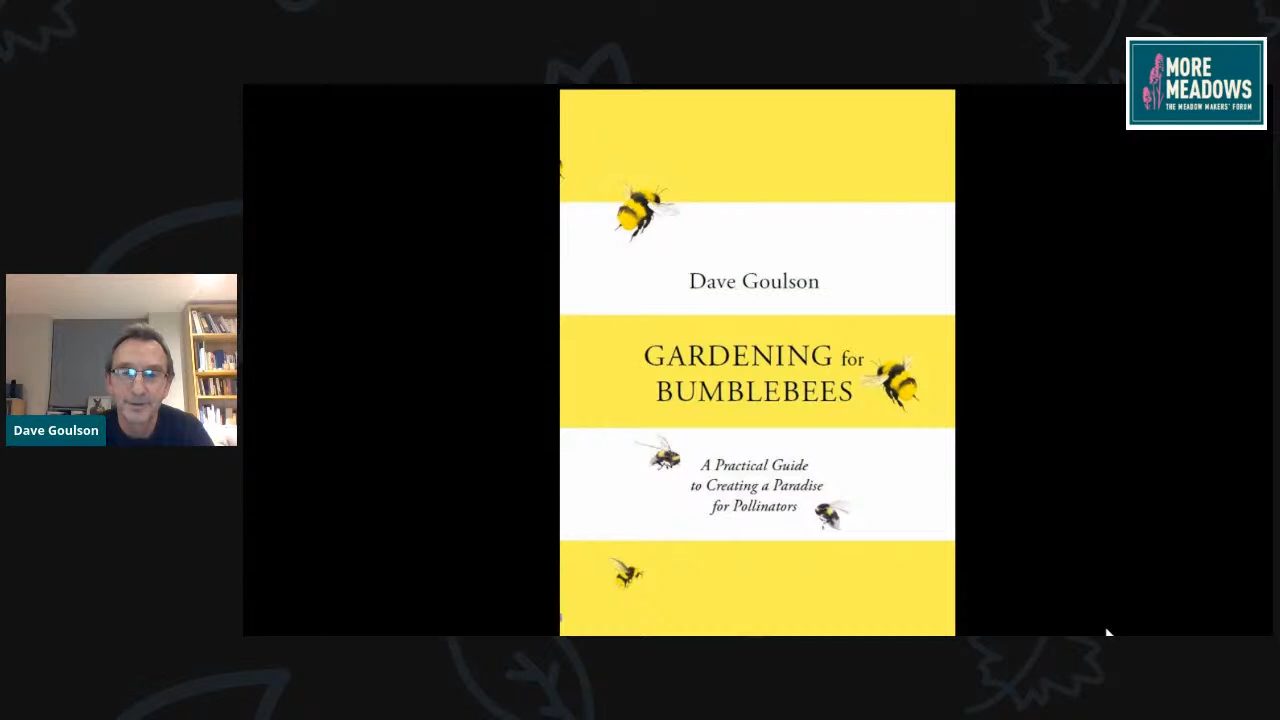 MORE
MEADOWS
THE MEADOW MAKERS' FORUM
Dave Goulson
GARDENING for
BUMBLEBEES
A Practical Guide
to Creating a Paradise
for Pollinators
Dave Goulson